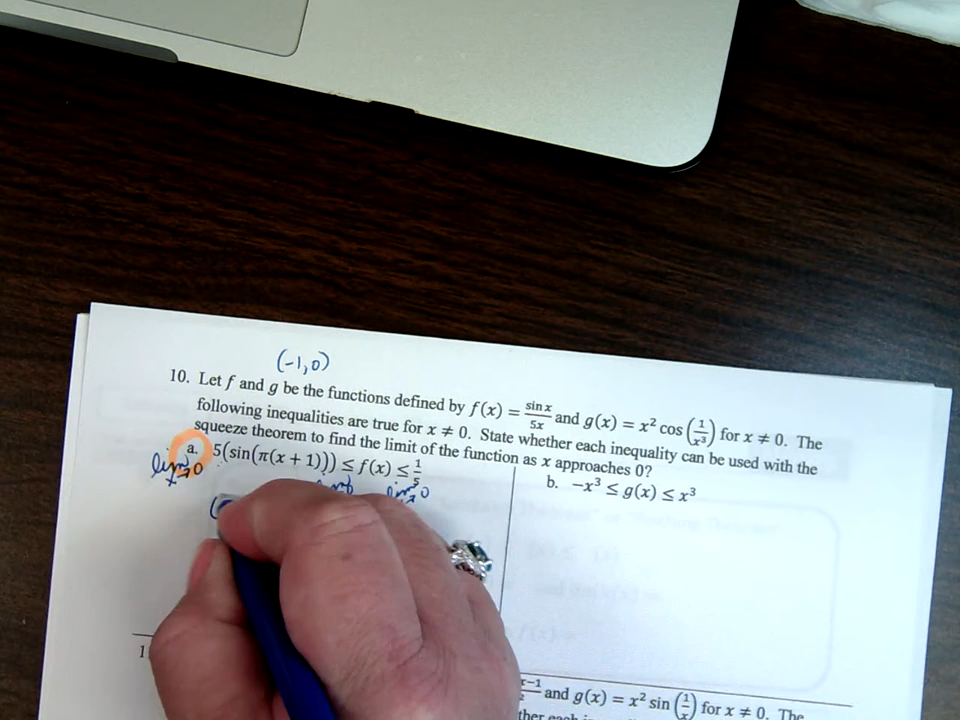 (-1,0)
10. Let f and g be the functions defined by f(x) = sin x / 5x and g(x) = x² cos (1/x³) for x ≠ 0. The
following inequalities are true for x ≠ 0. State whether each inequality can be used with the
squeeze theorem to find the limit of the function as x approaches 0?
a. 5(sin(π(x + 1))) ≤ f(x) ≤ 1/5
b. −x³ ≤ g(x) ≤ x³
lim x→0
lim
and g(x) = x² sin (1/x) for x ≠ 0. The